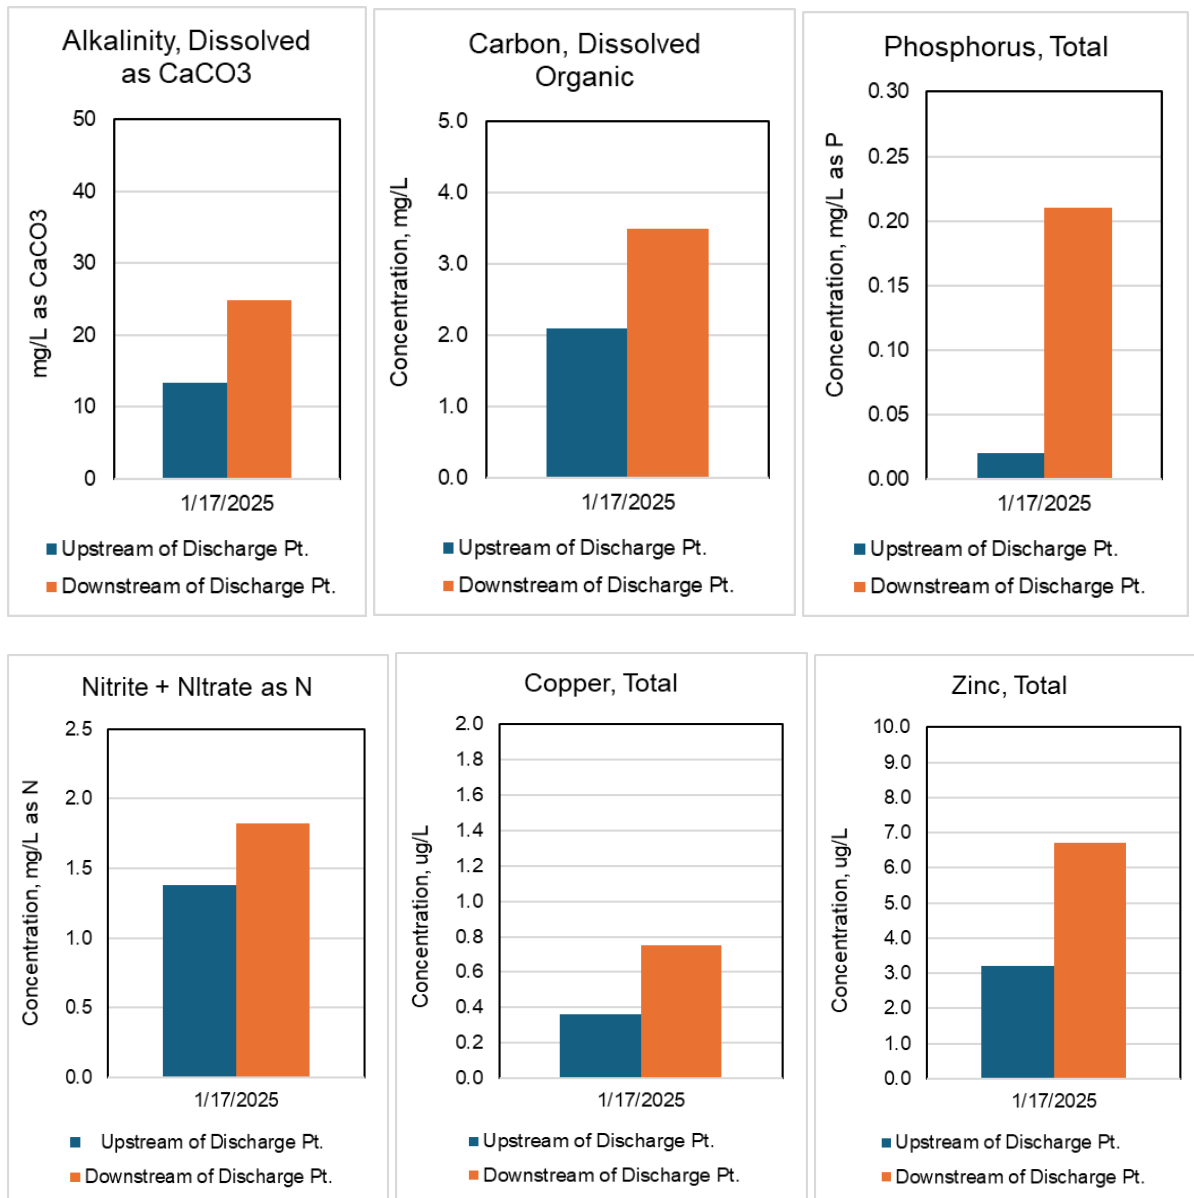 Alkalinity, Dissolved
as CaCO3
50
40
30
20
10
0
mg/L as CaCO3
1/17/2025
Upstream of Discharge Pt.
Downstream of Discharge Pt.
Carbon, Dissolved
Organic
5.0
4.0
3.0
2.0
1.0
0.0
Concentration, mg/L
1/17/2025
Upstream of Discharge Pt.
Downstream of Discharge Pt.
Phosphorus, Total
0.30
0.25
0.20
0.15
0.10
0.05
0.00
Concentration, mg/L as P
1/17/2025
Upstream of Discharge Pt.
Downstream of Discharge Pt.
Nitrite + NItrate as N
2.5
2.0
1.5
1.0
0.5
0.0
Concentration, mg/L as N
1/17/2025
Upstream of Discharge Pt.
Downstream of Discharge Pt.
Copper, Total
2.0
1.8
1.6
1.4
1.2
1.0
0.8
0.6
0.4
0.2
0.0
Concentration, ug/L
1/17/2025
Upstream of Discharge Pt.
Downstream of Discharge Pt.
Zinc, Total
10.0
9.0
8.0
7.0
6.0
5.0
4.0
3.0
2.0
1.0
0.0
Concentration, ug/L
1/17/2025
Upstream of Discharge Pt.
Downstream of Discharge Pt.